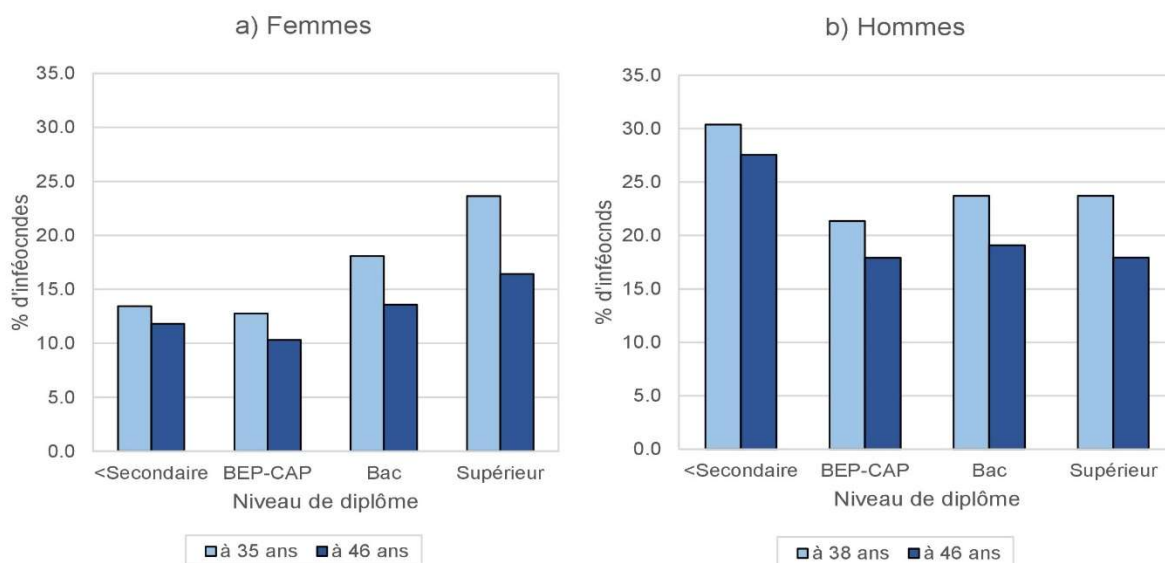 a) Femmes
35.0
30.0
25.0
20.0
15.0
10.0
5.0
0.0
% d'inféocndes
<Secondaire BEP-CAP Bac Supérieur
Niveau de diplôme
à 35 ans à 46 ans
b) Hommes
35.0
30.0
25.0
20.0
15.0
10.0
5.0
0.0
% d'inféocnds
<Secondaire BEP-CAP Bac Supérieur
Niveau de diplôme
à 38 ans à 46 ans